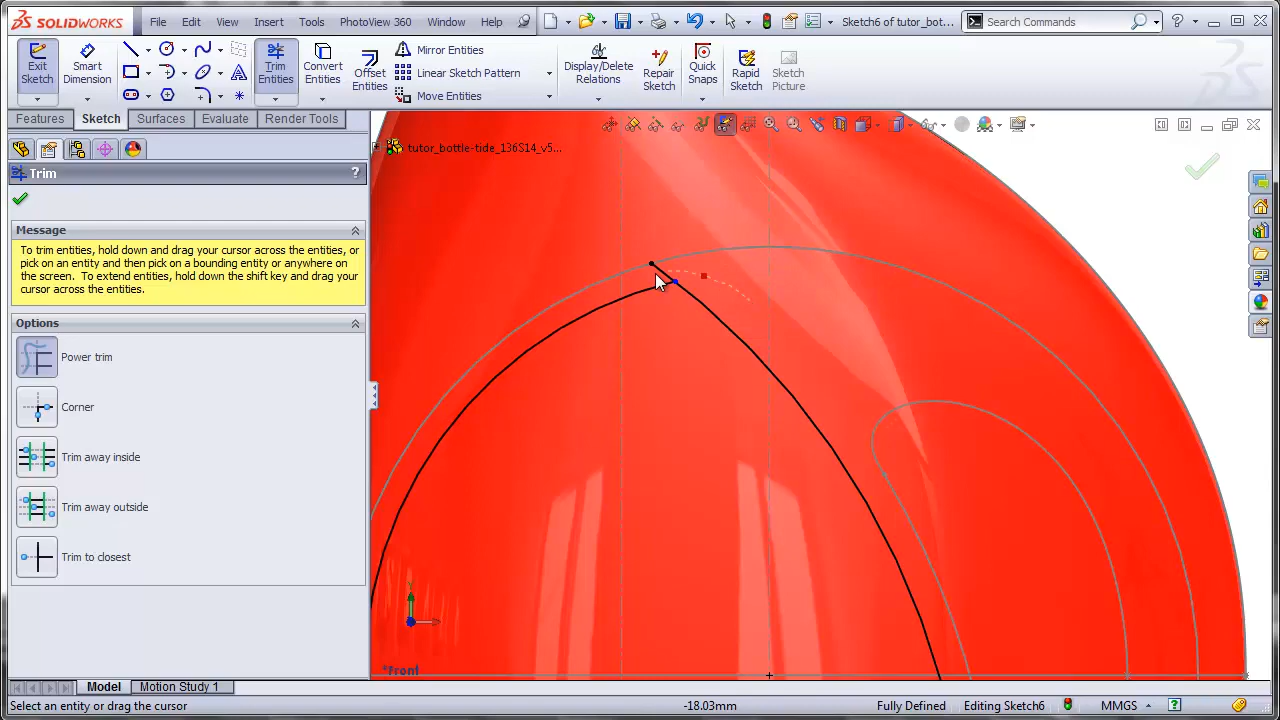 SOLIDWORKS File Edit View Insert Tools PhotoView 360 Window Help Sketch6 of tutor_bot... Search Commands
Exit Sketch
Smart Dimension
Trim Entities
Convert Entities
Offset Entities
Mirror Entities
Linear Sketch Pattern
Move Entities
Display/Delete Relations
Repair Sketch
Quick Snaps
Rapid Sketch
Sketch Picture
Features Sketch Surfaces Evaluate Render Tools
tutor_bottle-tide_136S14_v5...
Trim ?
Message
To trim entities, hold down and drag your cursor across the entities, or
pick on an entity and then pick on a bounding entity or anywhere on
the screen. To extend entities, hold down the shift key and drag your
cursor across the entities.
Options
Power trim
Corner
Trim away inside
Trim away outside
Trim to closest
Y
*Front
Model Motion Study 1
Select an entity or drag the cursor -18.03mm Fully Defined Editing Sketch6 MMGS ?